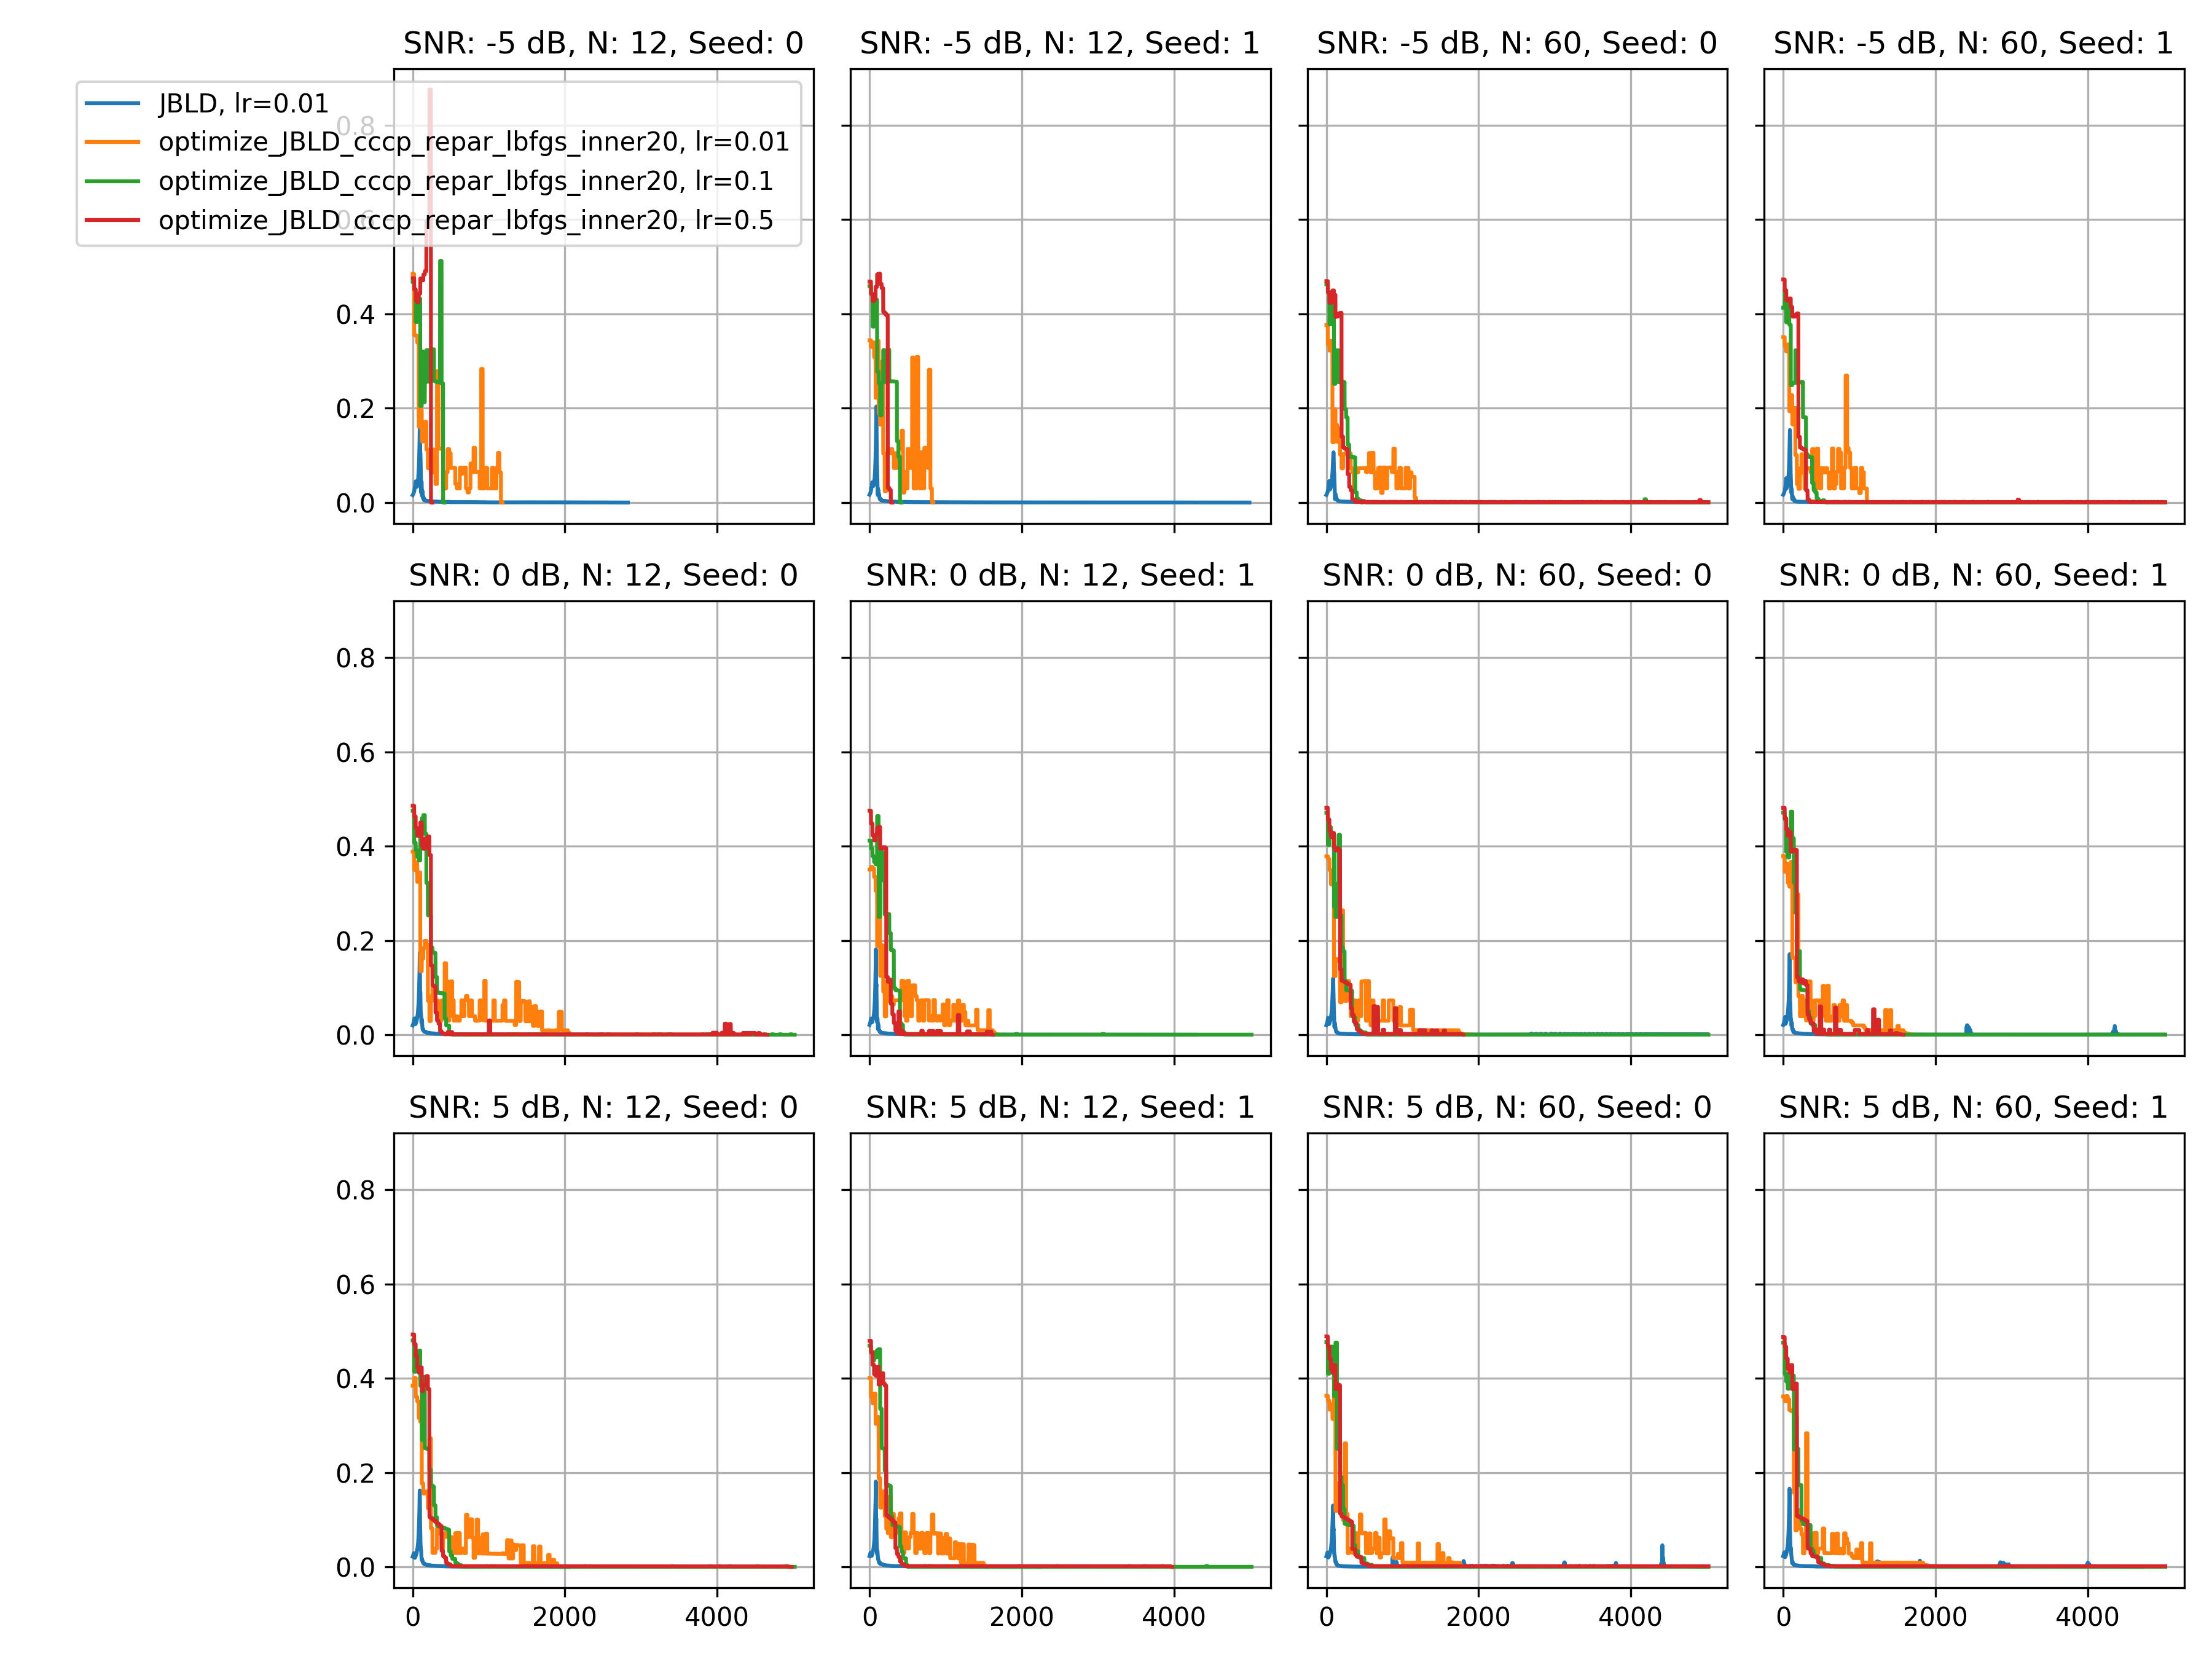 SNR: -5 dB, N: 12, Seed: 0
SNR: -5 dB, N: 12, Seed: 1
SNR: -5 dB, N: 60, Seed: 0
SNR: -5 dB, N: 60, Seed: 1
JBLD, lr=0.01
optimize_JBLD_cccp_repar_lbfgs_inner20, lr=0.01
optimize_JBLD_cccp_repar_lbfgs_inner20, lr=0.1
optimize_JBLD_cccp_repar_lbfgs_inner20, lr=0.5
0.8
0.6
0.4
0.2
0.0
SNR: 0 dB, N: 12, Seed: 0
SNR: 0 dB, N: 12, Seed: 1
SNR: 0 dB, N: 60, Seed: 0
SNR: 0 dB, N: 60, Seed: 1
0.8
0.6
0.4
0.2
0.0
SNR: 5 dB, N: 12, Seed: 0
SNR: 5 dB, N: 12, Seed: 1
SNR: 5 dB, N: 60, Seed: 0
SNR: 5 dB, N: 60, Seed: 1
0.8
0.6
0.4
0.2
0.0
0 2000 4000
0 2000 4000
0 2000 4000
0 2000 4000